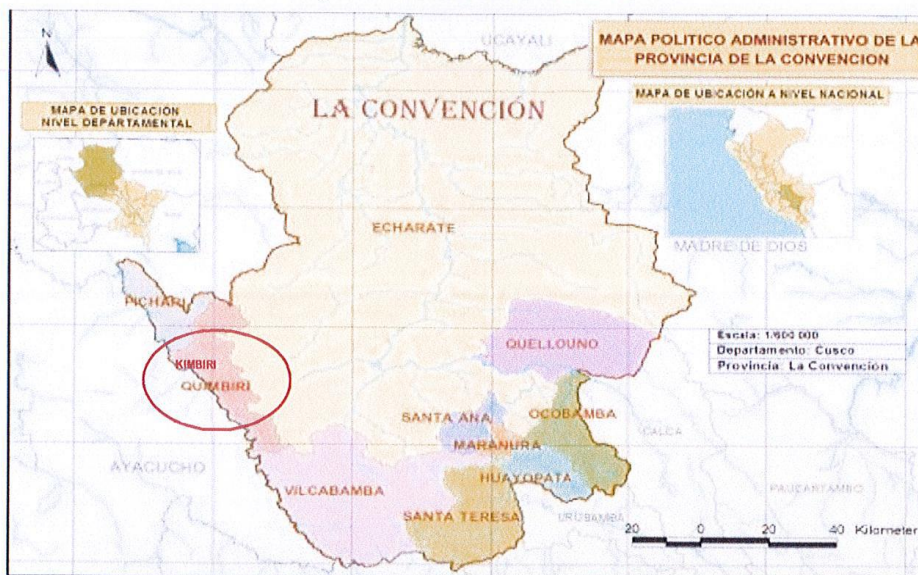 N
UCAYALI
MAPA POLITICO ADMINISTRATIVO DE LA
PROVINCIA DE LA CONVENCION
MAPA DE UBICACIÓN
NIVEL DEPARTAMENTAL
LA CONVENCIÓN
MAPA DE UBICACIÓN A NIVEL NACIONAL
ECHARATE
MADRE DE DIOS
PICHARI
Escala: 1/600 000
Departamento: Cusco
Provincia: La Convención
QUELLOUNO
KIMBIRI
QUIMBIRI
SANTA ANA
OCOBAMBA
CALCA
MARANURA
AYACUCHO
HUAYOPATA
VILCABAMBA
PAUCARTAMBO
SANTA TERESA
URUBAMBA
20 0 20 40 Kilometer